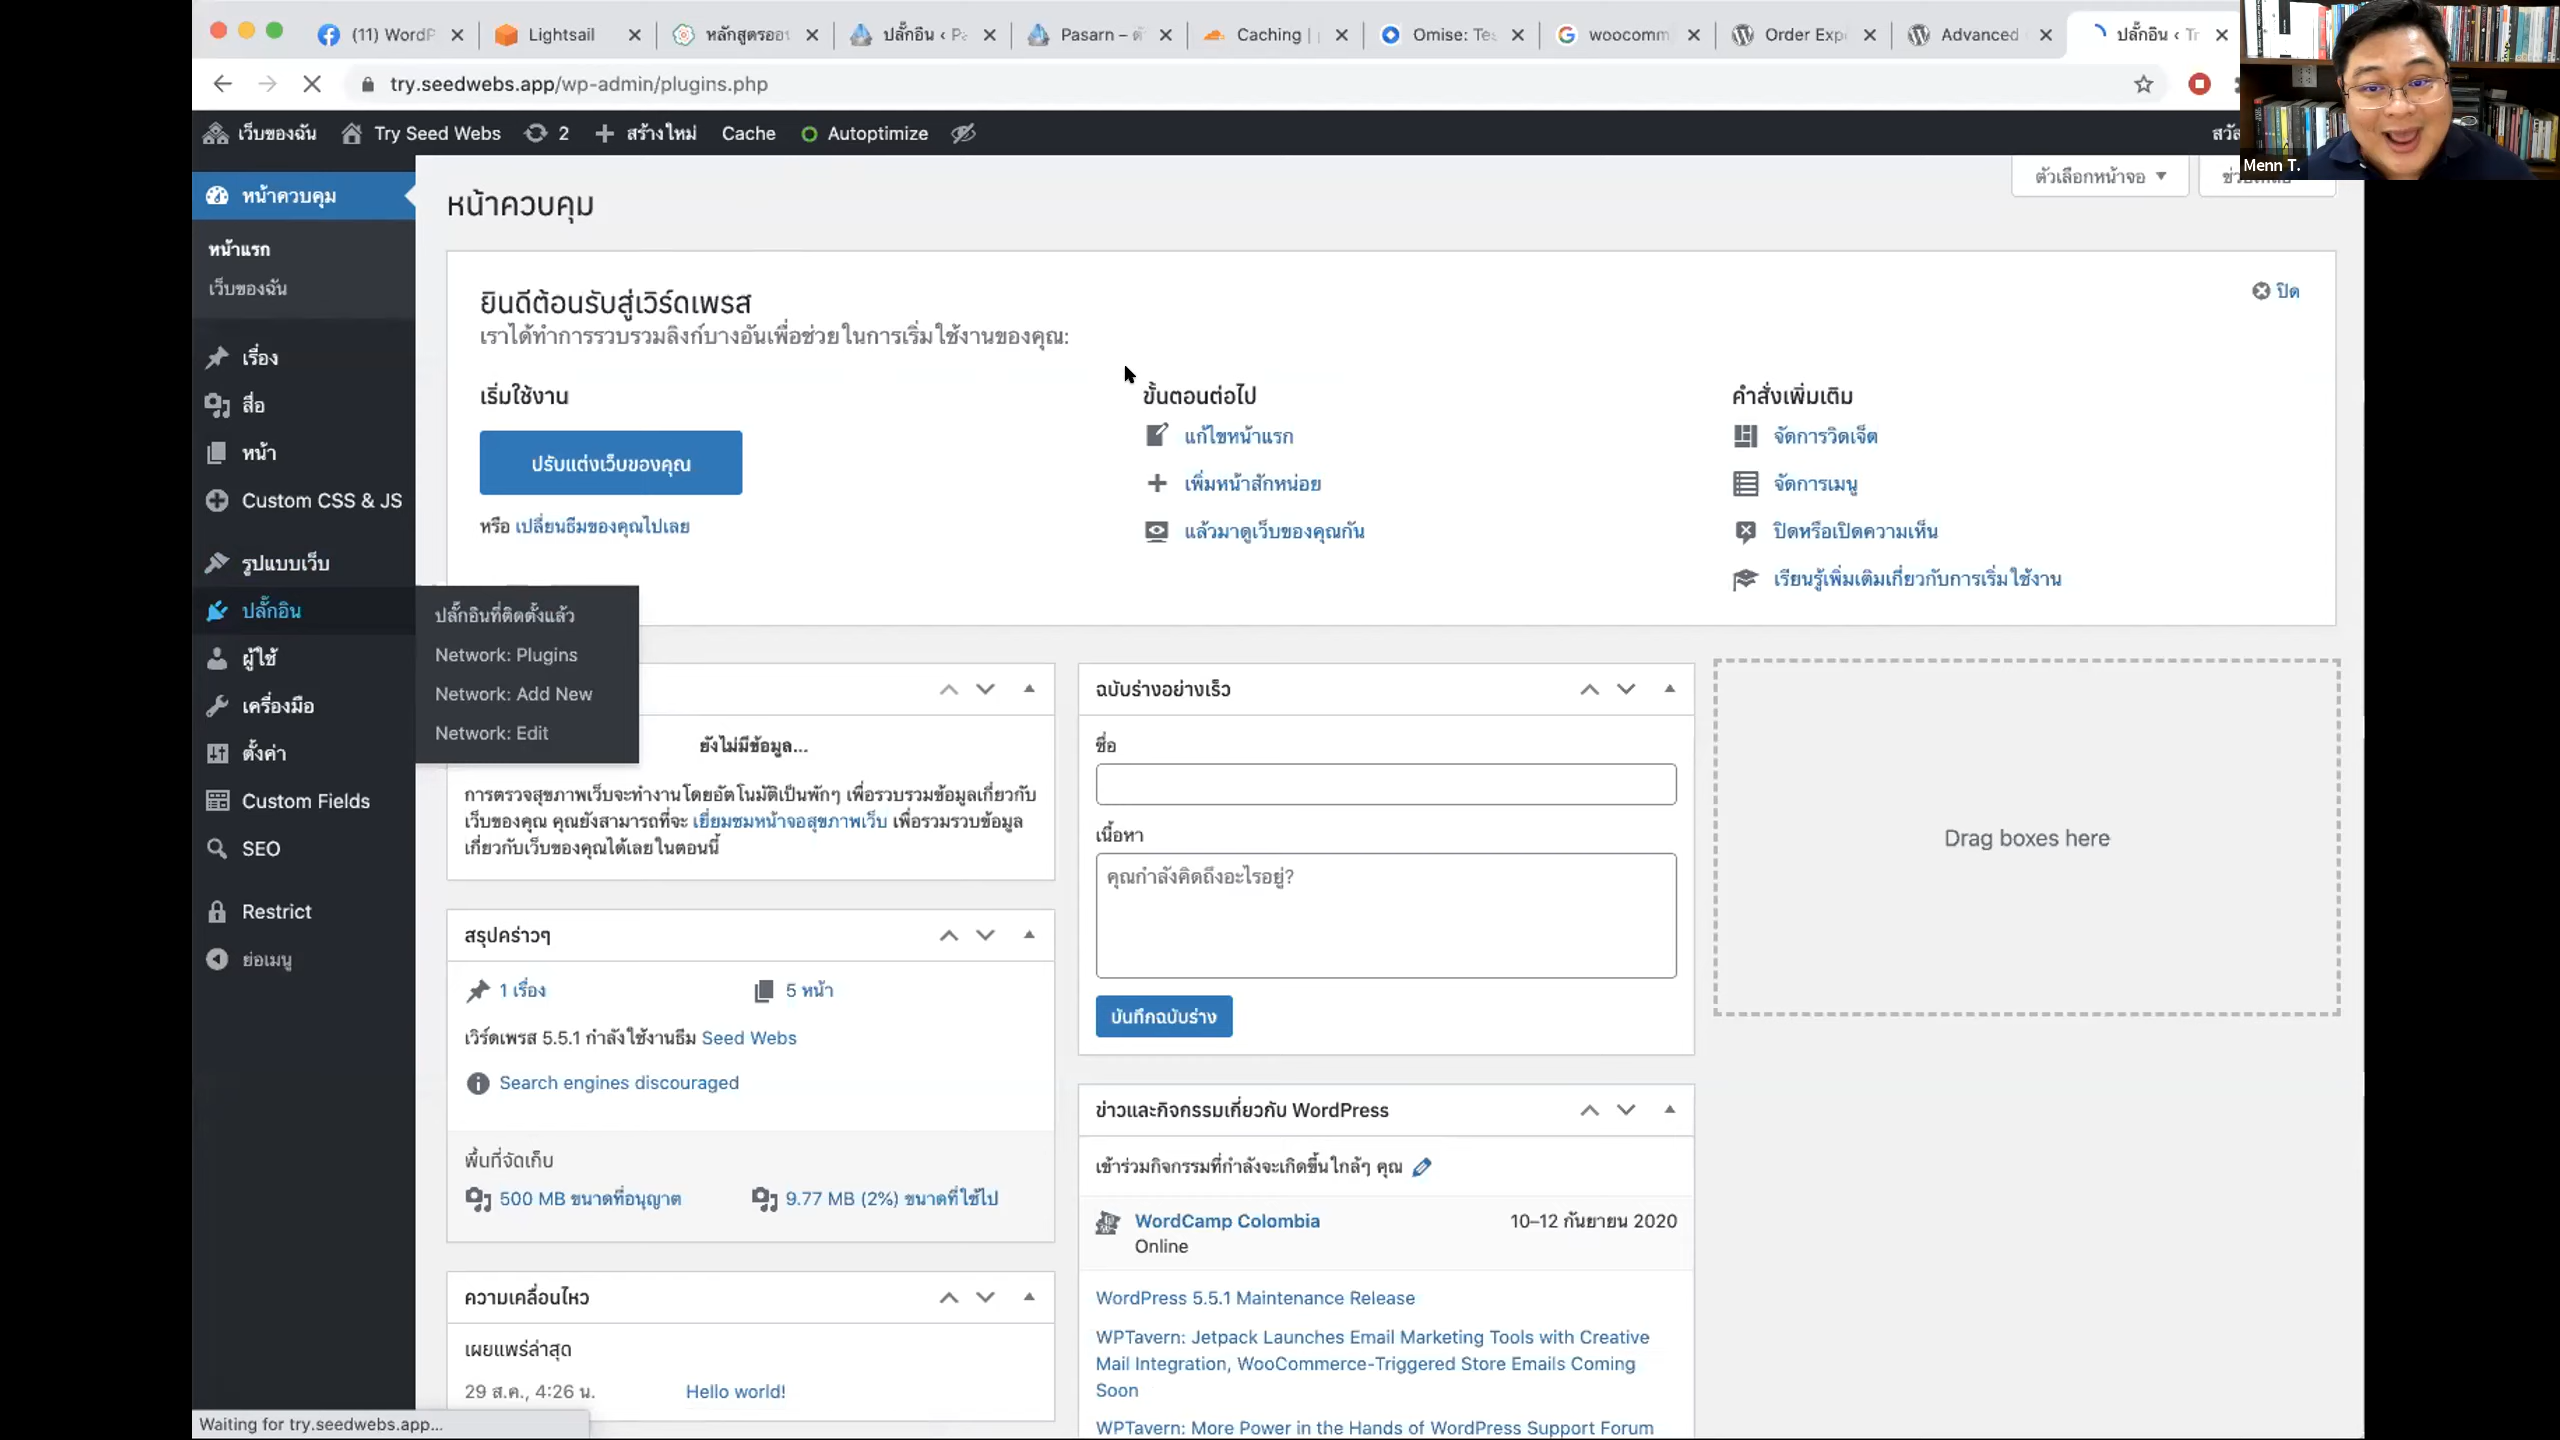 (11) WordP
Lightsail
หลักสูตรออ
ปลั๊กอิน ‹ Pa
Pasarn –
Caching |
Omise: Tes
woocomm
Order Exp
Advanced
ปลั๊กอิน ‹ Tr
try.seedwebs.app/wp-admin/plugins.php
เว็บของฉัน
Try Seed Webs
2
สร้างใหม่
Cache
Autoptimize
Menn T.
หน้าควบคุม
หน้าแรก
เว็บของฉัน
เรื่อง
สื่อ
หน้า
Custom CSS & JS
รูปแบบเว็บ
ปลั๊กอิน
ปลั๊กอินที่ติดตั้งแล้ว
Network: Plugins
Network: Add New
Network: Edit
ผู้ใช้
เครื่องมือ
ตั้งค่า
Custom Fields
SEO
Restrict
ย่อเมนู
หน้าควบคุม
ตัวเลือกหน้าจอ
ยินดีต้อนรับสู่เวิร์ดเพรส
เราได้ทำการรวบรวมลิงก์บางอันเพื่อช่วยในการเริ่มใช้งานของคุณ:
ปิด
เริ่มใช้งาน
ปรับแต่งเว็บของคุณ
หรือ เปลี่ยนธีมของคุณไปเลย
ขั้นตอนต่อไป
แก้ไขหน้าแรก
เพิ่มหน้าสักหน่อย
แล้วมาดูเว็บของคุณกัน
คำสั่งเพิ่มเติม
จัดการวิดเจ็ต
จัดการเมนู
ปิดหรือเปิดความเห็น
เรียนรู้เพิ่มเติมเกี่ยวกับการเริ่มใช้งาน
ยังไม่มีข้อมูล...
การตรวจสุขภาพเว็บจะทำงานโดยอัตโนมัติเป็นพักๆ เพื่อรวบรวมข้อมูลเกี่ยวกับ
เว็บของคุณ คุณยังสามารถที่จะ เยี่ยมชมหน้าจอสุขภาพเว็บ เพื่อรวมรวบข้อมูล
เกี่ยวกับเว็บของคุณได้เลยในตอนนี้
สรุปคร่าวๆ
1 เรื่อง
5 หน้า
เวิร์ดเพรส 5.5.1 กำลังใช้งานธีม Seed Webs
Search engines discouraged
พื้นที่จัดเก็บ
500 MB ขนาดที่อนุญาต
9.77 MB (2%) ขนาดที่ใช้ไป
ความเคลื่อนไหว
เผยแพร่ล่าสุด
29 ส.ค., 4:26 น.
Hello world!
ฉบับร่างอย่างเร็ว
ชื่อ
เนื้อหา
คุณกำลังคิดถึงอะไรอยู่?
บันทึกฉบับร่าง
ข่าวและกิจกรรมเกี่ยวกับ WordPress
เข้าร่วมกิจกรรมที่กำลังจะเกิดขึ้นใกล้ๆ คุณ
WordCamp Colombia
10–12 กันยายน 2020
Online
WordPress 5.5.1 Maintenance Release
WPTavern: Jetpack Launches Email Marketing Tools with Creative
Mail Integration, WooCommerce-Triggered Store Emails Coming
Soon
WPTavern: More Power in the Hands of WordPress Support Forum
Drag boxes here
Waiting for try.seedwebs.app...